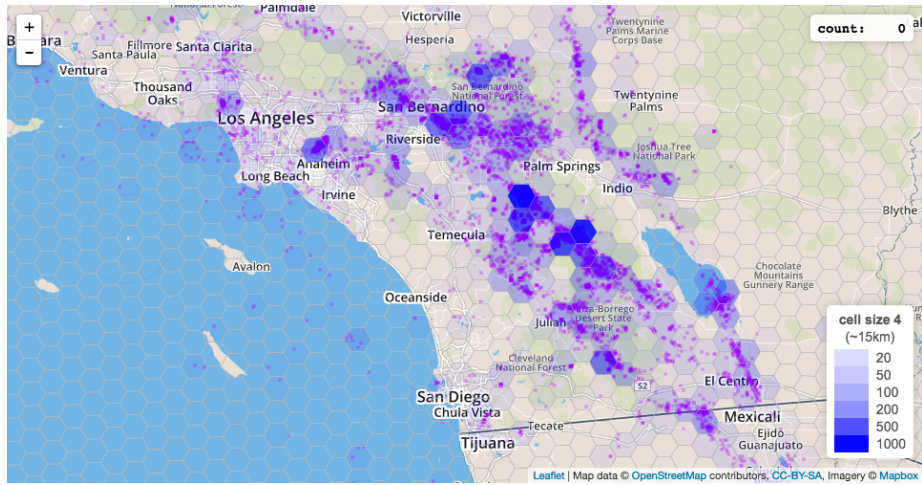 +
−
count: 0
Palmdale
Victorville
Hesperia
Twentynine
Palms Marine
Corps Base
Fillmore
Santa Paula
Santa Clarita
Ventura
Thousand
Oaks
Los Angeles
San Bernardino
San Bernardino
National Forest
Twentynine
Palms
Riverside
Anaheim
Long Beach
Irvine
Joshua Tree
National Park
Palm Springs
Indio
Blythe
Temecula
Avalon
Oceanside
Chocolate
Mountains
Gunnery Range
Julian
Desert State
Park
Cleveland
National Forest
S2
El Centro
San Diego
Chula Vista
Mexicali
Tijuana
Tecate
Ejido
Guanajuato
cell size 4
(~15km)
20
50
100
200
500
1000
Leaflet | Map data © OpenStreetMap contributors, CC-BY-SA, Imagery © Mapbox